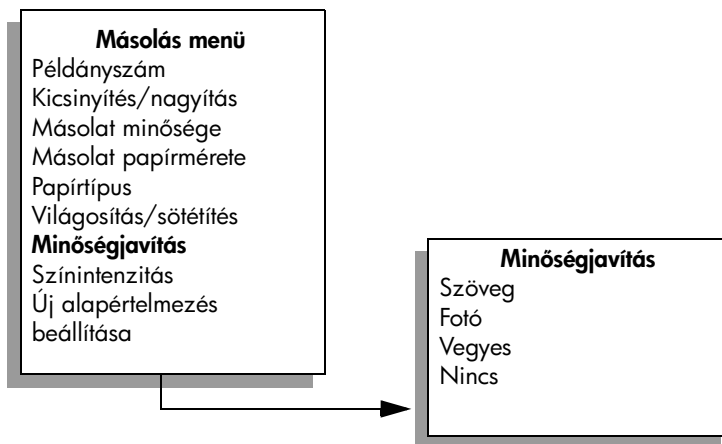 Másolás menü
Példányszám
Kicsinyítés/nagyítás
Másolat minősége
Másolat papírmérete
Papírtípus
Világosítás/sötétítés
Minőségjavítás
Színintenzitás
Új alapértelmezés
beállítása
Minőségjavítás
Szöveg
Fotó
Vegyes
Nincs